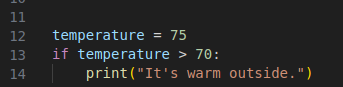 11
12 temperature = 75
13 if temperature > 70:
14     print("It's warm outside.")